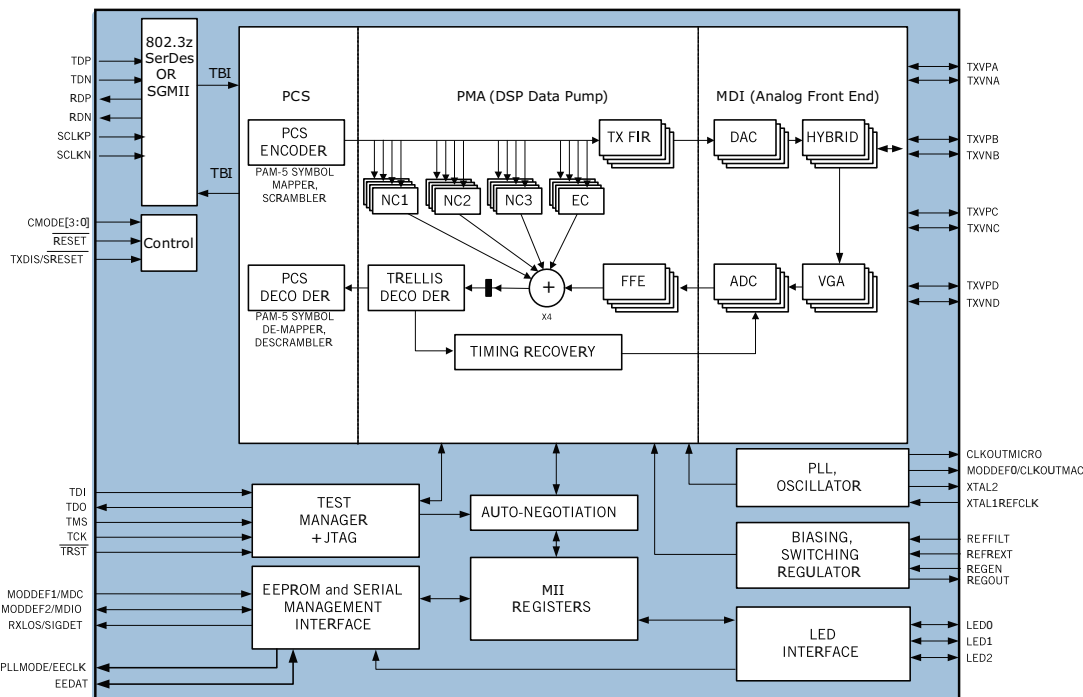 802.3z
SerDes
OR
SGMII
TDP
TDN
RDP
RDN
SCLKP
SCLKN
TBI
TBI
CMODE[3:0]
RESET
TXDIS/SRESET
Control
PCS
PMA (DSP Data Pump)
MDI (Analog Front End)
PCS
ENCODER
PAM-5 SYMBOL
MAPPER,
SCRAMBLER
TX FIR
DAC
HYBRID
NC1
NC2
NC3
EC
PCS
DECO DER
PAM-5 SYMBOL
DE-MAPPER,
DESCRAMBLER
TRELLIS
DECO DER
+
X4
FFE
ADC
VGA
TIMING RECOVERY
TXVPA
TXVNA
TXVPB
TXVNB
TXVPC
TXVNC
TXVPD
TXVND
TDI
TDO
TMS
TCK
TRST
TEST
MANAGER
+JTAG
AUTO-NEGOTIATION
PLL,
OSCILLATOR
CLKOUTMICRO
MODDEF0/CLKOUTMAC
XTAL2
XTAL1REFCLK
BIASING,
SWITCHING
REGULATOR
REFFILT
REFREXT
REGEN
REGOUT
MODDEF1/MDC
MODDEF2/MDIO
RXLOS/SIGDET
PLLMODE/EECLK
EEDAT
EEPROM and SERIAL
MANAGEMENT
INTERFACE
MII
REGISTERS
LED
INTERFACE
LED0
LED1
LED2